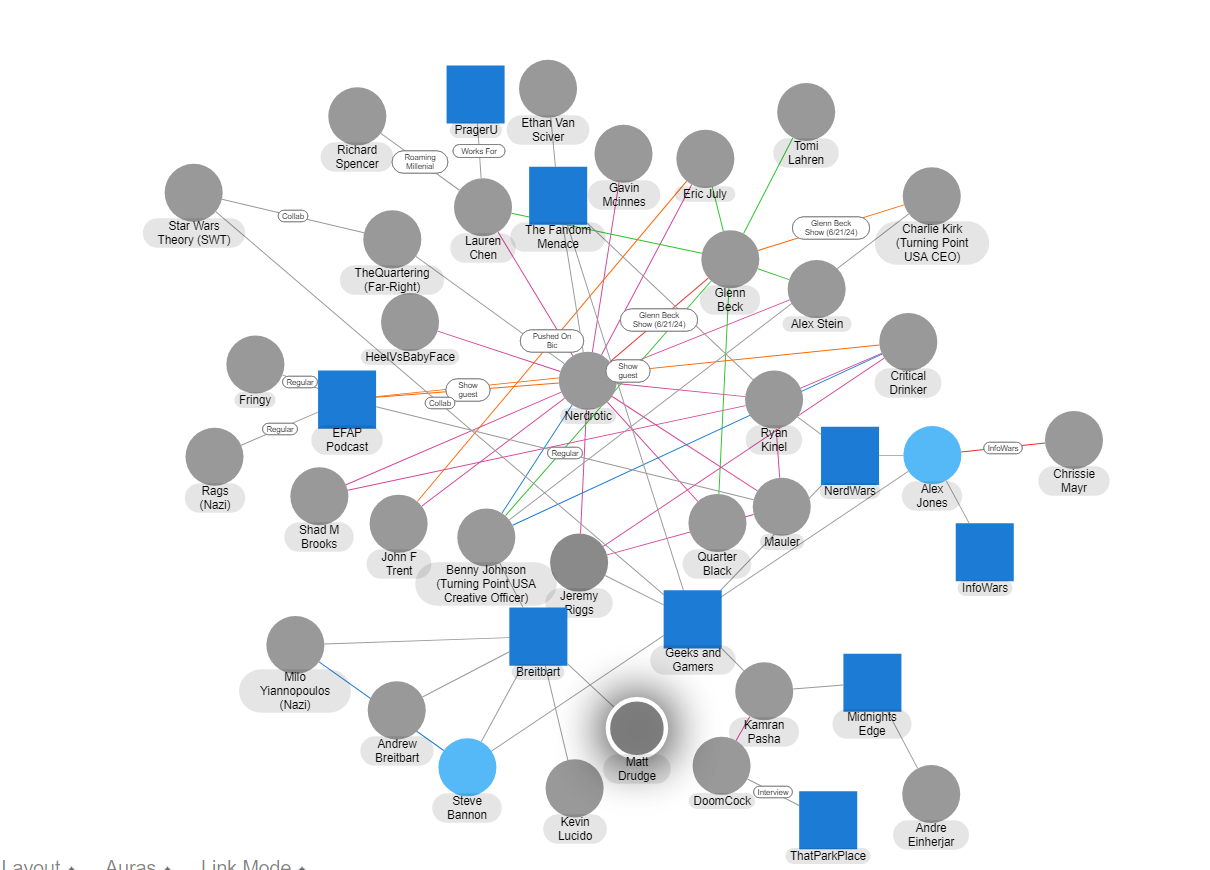 PragerU
Ethan Van
Sciver
Richard
Spencer
Roaming
Millenial
Works For
Tomi
Lahren
Gavin
Mcinnes
Eric July
Star Wars
Theory (SWT)
Collab
Lauren
Chen
The Fandom
Menace
Glenn Beck
Show (6/21/24)
Charlie Kirk
(Turning Point
USA CEO)
TheQuartering
(Far-Right)
Glenn
Beck
Alex Stein
HeelVsBabyFace
Pushed On
Bic
Glenn Beck
Show (6/21/24)
Show
guest
Critical
Drinker
Fringy
Regular
Show
guest
Collab
Nerdrotic
Regular
EFAP
Podcast
Ryan
Kinel
Regular
InfoWars
Rags
(Nazi)
NerdWars
Alex
Jones
Chrissie
Mayr
Shad M
Brooks
John F
Trent
Benny Johnson
(Turning Point USA
Creative Officer)
Jeremy
Riggs
Quarter
Black
Mauler
InfoWars
Breitbart
Geeks and
Gamers
Milo
Yiannopoulos
(Nazi)
Andrew
Breitbart
Steve
Bannon
Kevin
Lucido
Matt
Drudge
Kamran
Pasha
Midnights
Edge
DoomCock
Interview
ThatParkPlace
Andre
Einherjar
Layout
Auras
Link Mode